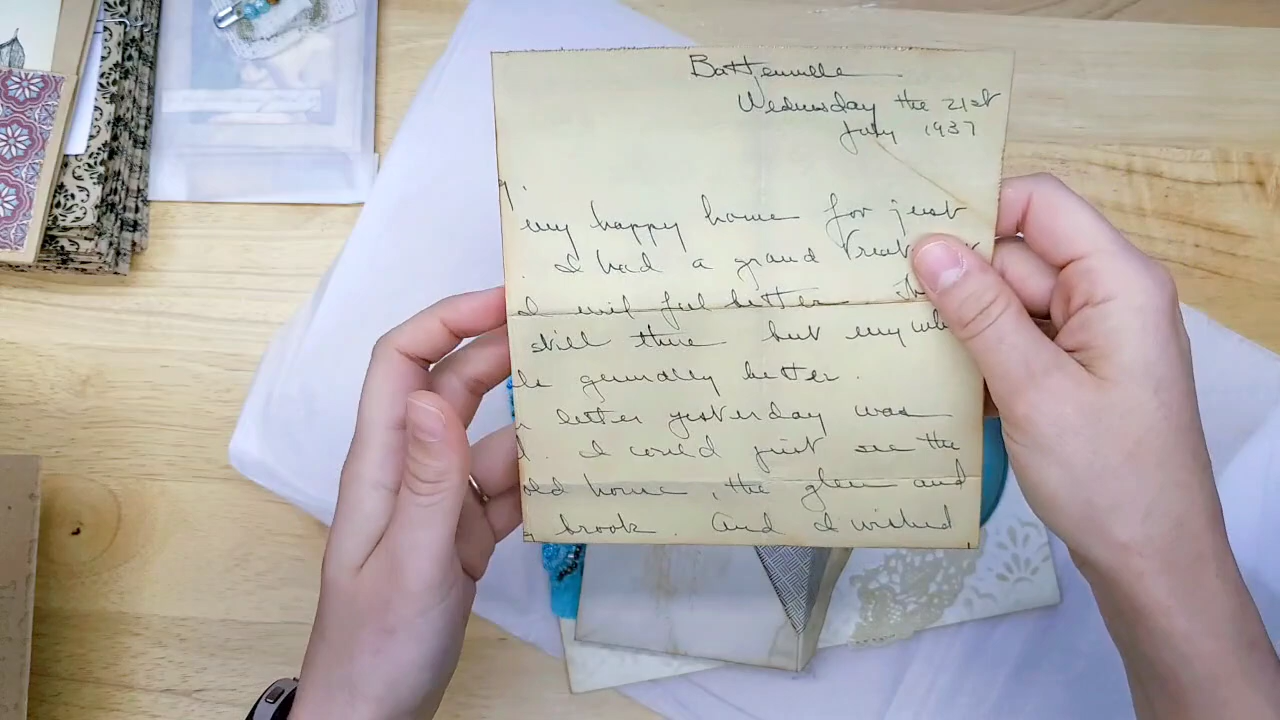 Battenville
Wednesday the 21st
July 1937
my happy home for just
. I had a grand
I will feel better
still there but my
generally better.
letter yesterday was
. I could just see the
old home, the glen and
brook. And I wished